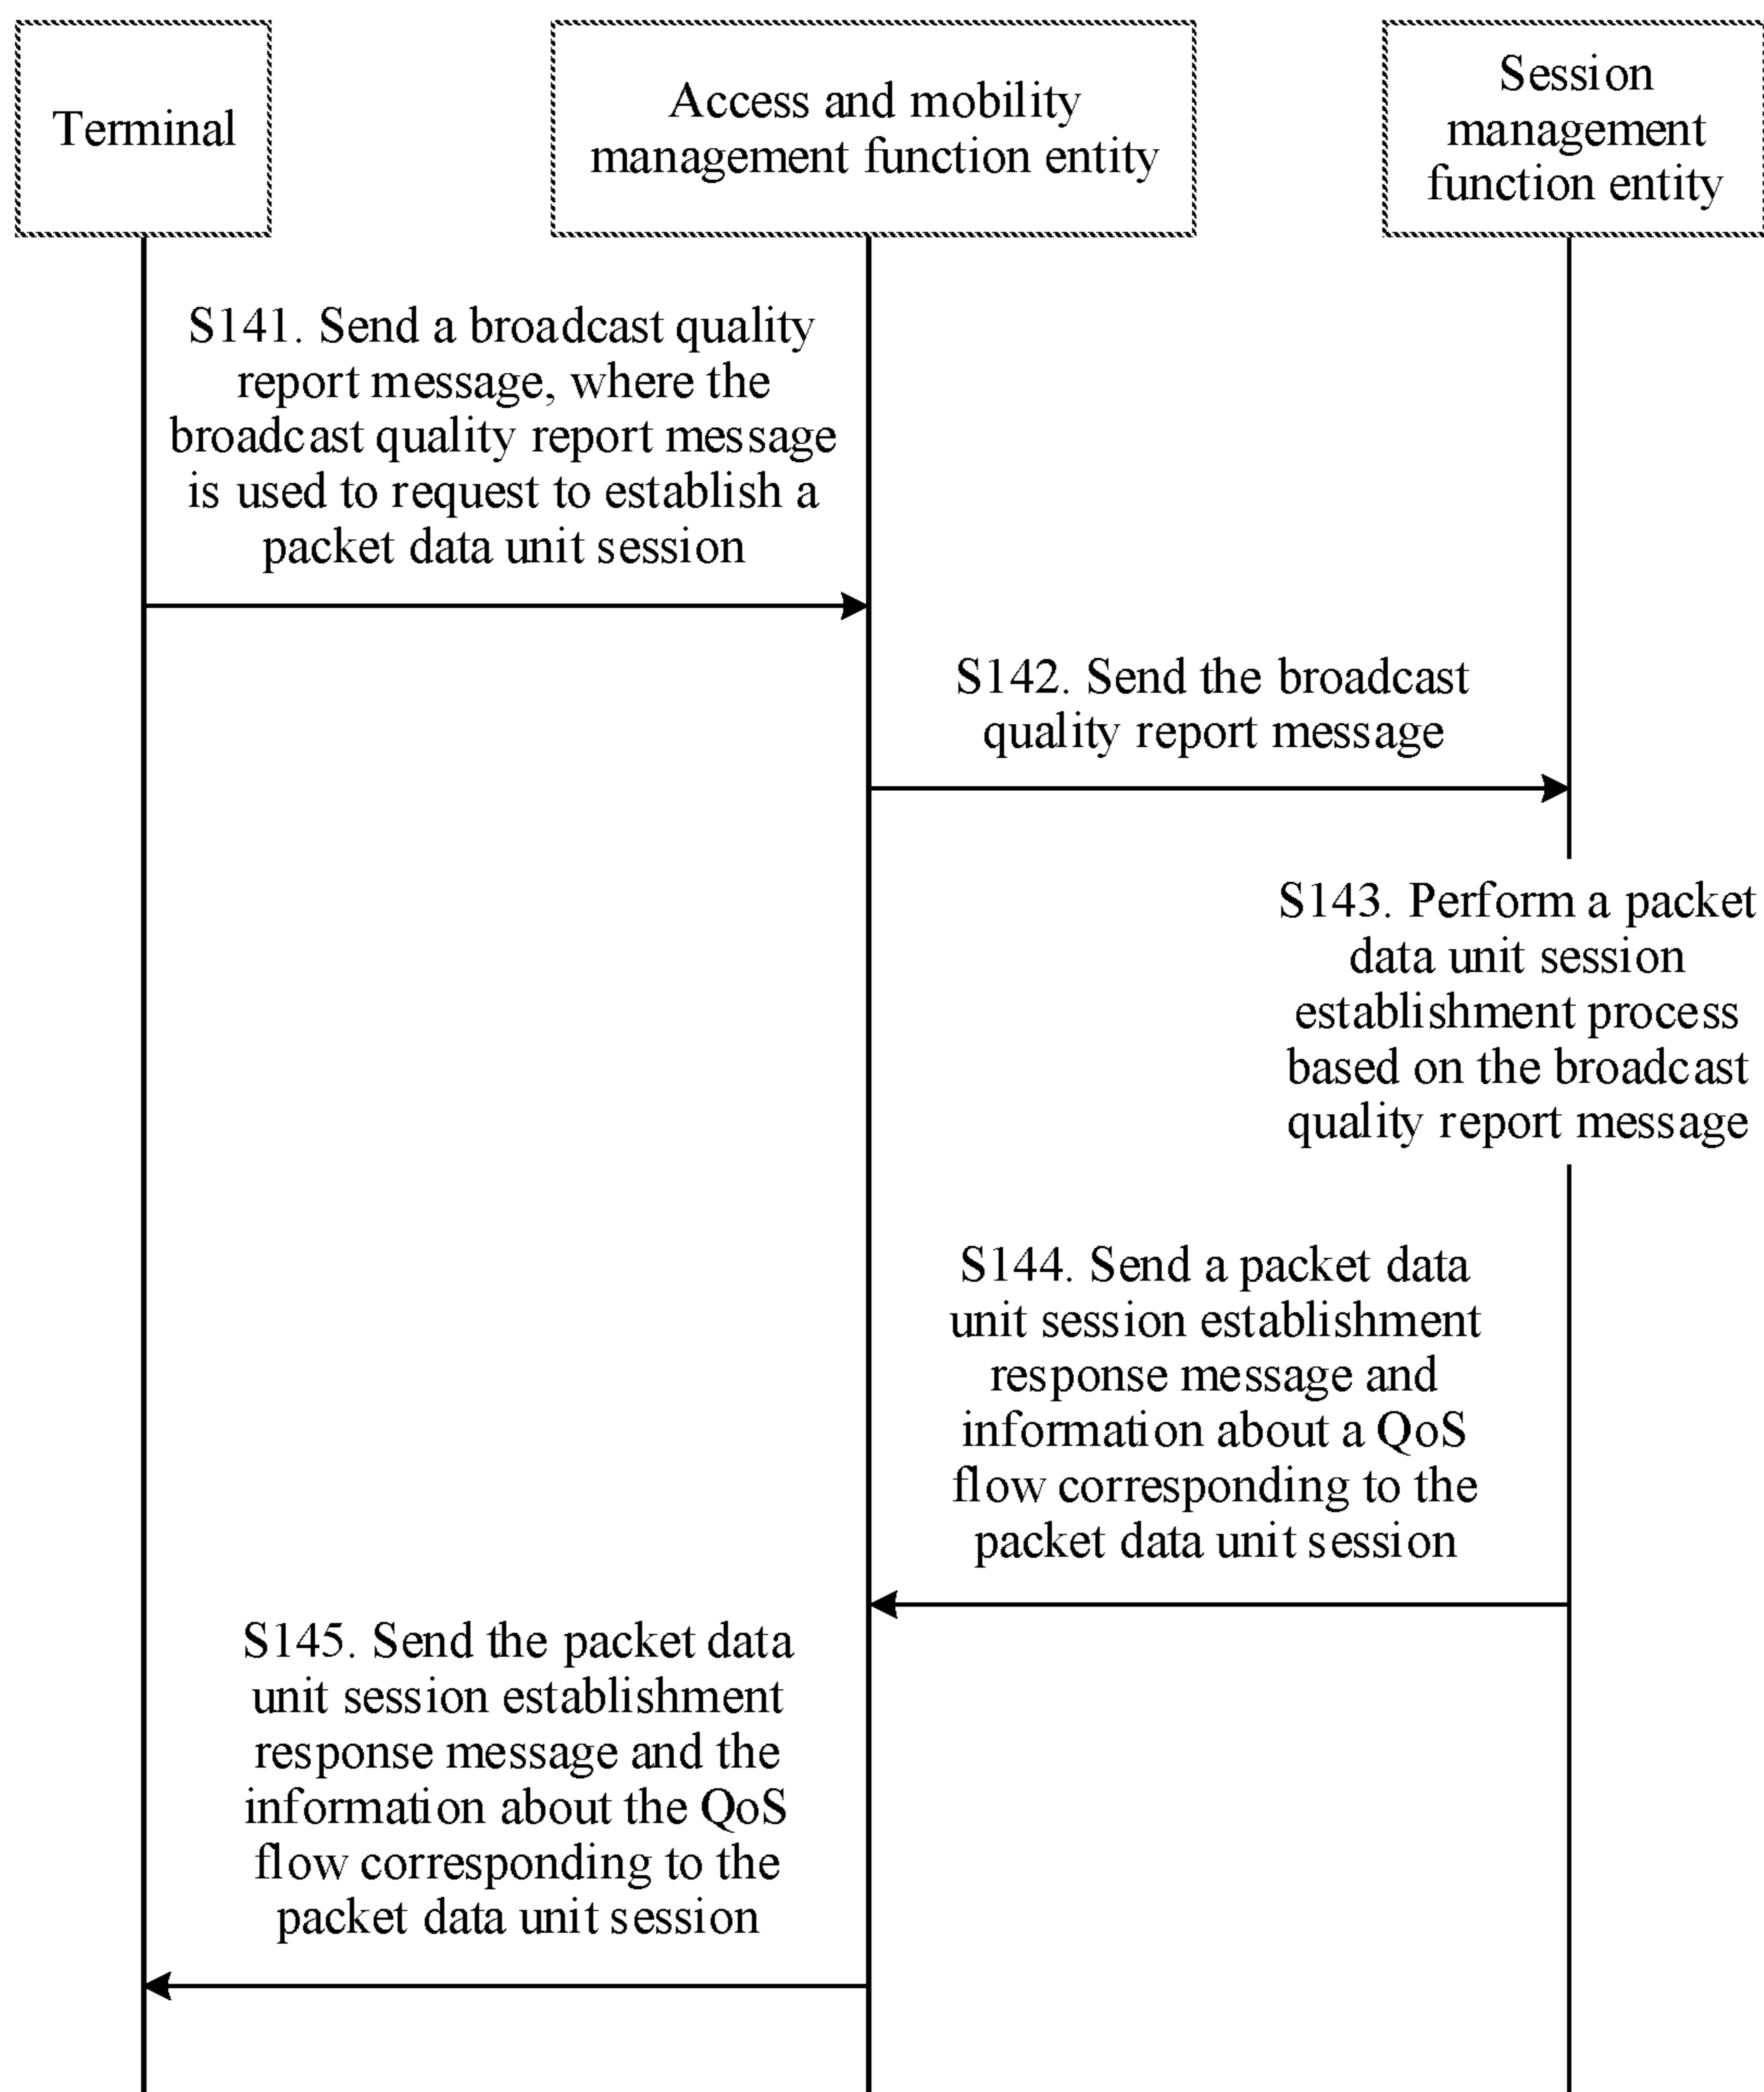 Terminal
Access and mobility
management function entity
Session
management
function entity
S141. Send a broadcast quality
report message, where the
broadcast quality report message
is used to request to establish a
packet data unit session
S142. Send the broadcast
quality report message
S143. Perform a packet
data unit session
establishment process
based on the broadcast
quality report message
S144. Send a packet data
unit session establishment
response message and
information about a QoS
flow corresponding to the
packet data unit session
S145. Send the packet data
unit session establishment
response message and the
information about the QoS
flow corresponding to the
packet data unit session